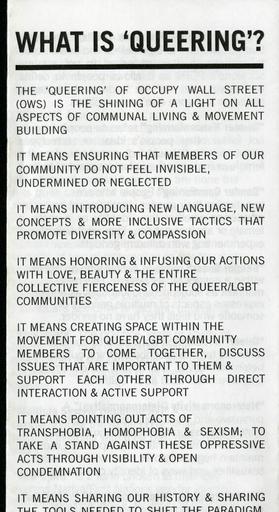 WHAT IS ‘QUEERING’?
THE ‘QUEERING’ OF OCCUPY WALL STREET
(OWS) IS THE SHINING OF A LIGHT ON ALL
ASPECTS OF COMMUNAL LIVING & MOVEMENT
BUILDING
IT MEANS ENSURING THAT MEMBERS OF OUR
COMMUNITY DO NOT FEEL INVISIBLE,
UNDERMINED OR NEGLECTED
IT MEANS INTRODUCING NEW LANGUAGE, NEW
CONCEPTS & MORE INCLUSIVE TACTICS THAT
PROMOTE DIVERSITY & COMPASSION
IT MEANS HONORING & INFUSING OUR ACTIONS
WITH LOVE, BEAUTY & THE ENTIRE
COLLECTIVE FIERCENESS OF THE QUEER/LGBT
COMMUNITIES
IT MEANS CREATING SPACE WITHIN THE
MOVEMENT FOR QUEER/LGBT COMMUNITY
MEMBERS TO COME TOGETHER, DISCUSS
ISSUES THAT ARE IMPORTANT TO THEM &
SUPPORT EACH OTHER THROUGH DIRECT
INTERACTION & ACTIVE SUPPORT
IT MEANS POINTING OUT ACTS OF
TRANSPHOBIA, HOMOPHOBIA & SEXISM; TO
TAKE A STAND AGAINST THESE OPPRESSIVE
ACTS THROUGH VISIBILITY & OPEN
CONDEMNATION
IT MEANS SHARING OUR HISTORY & SHARING
THE TOOLS NEEDED TO SHIFT THE PARADIGM